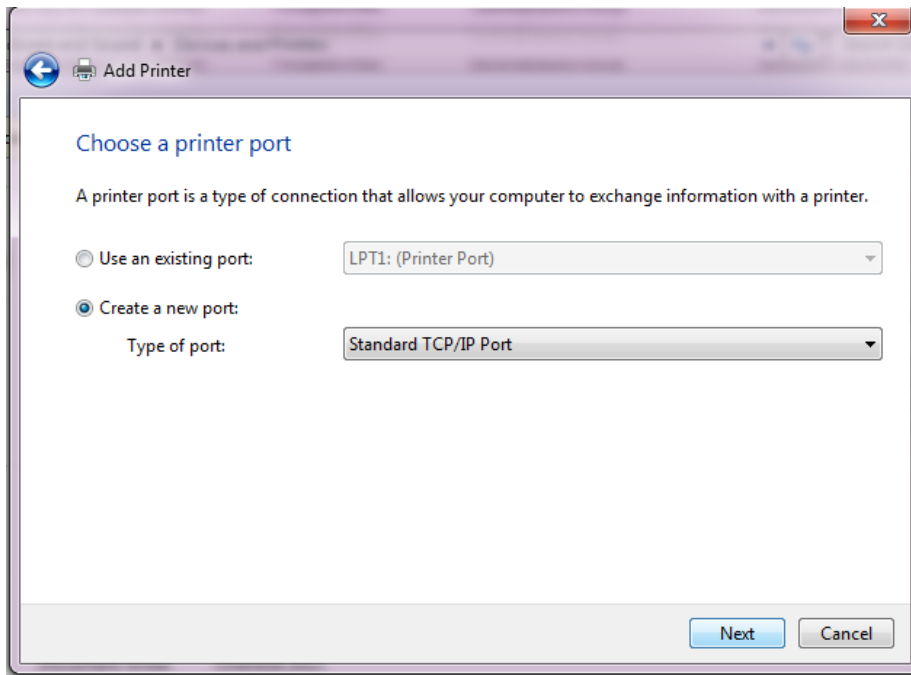 Add Printer
Choose a printer port
A printer port is a type of connection that allows your computer to exchange information with a printer.
Use an existing port: LPT1: (Printer Port)
Create a new port:
Type of port: Standard TCP/IP Port
Next Cancel